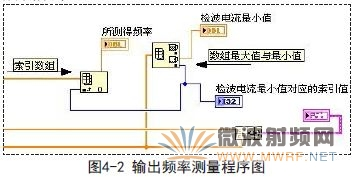 检波电流最小值
所测得频率
DBL
DBL
索引数组
数组最大值与最小值
I32
检波电流最小值对应的索引值
微波射频网
WWW.MWRF.NET
图4-2 输出频率测量程序图